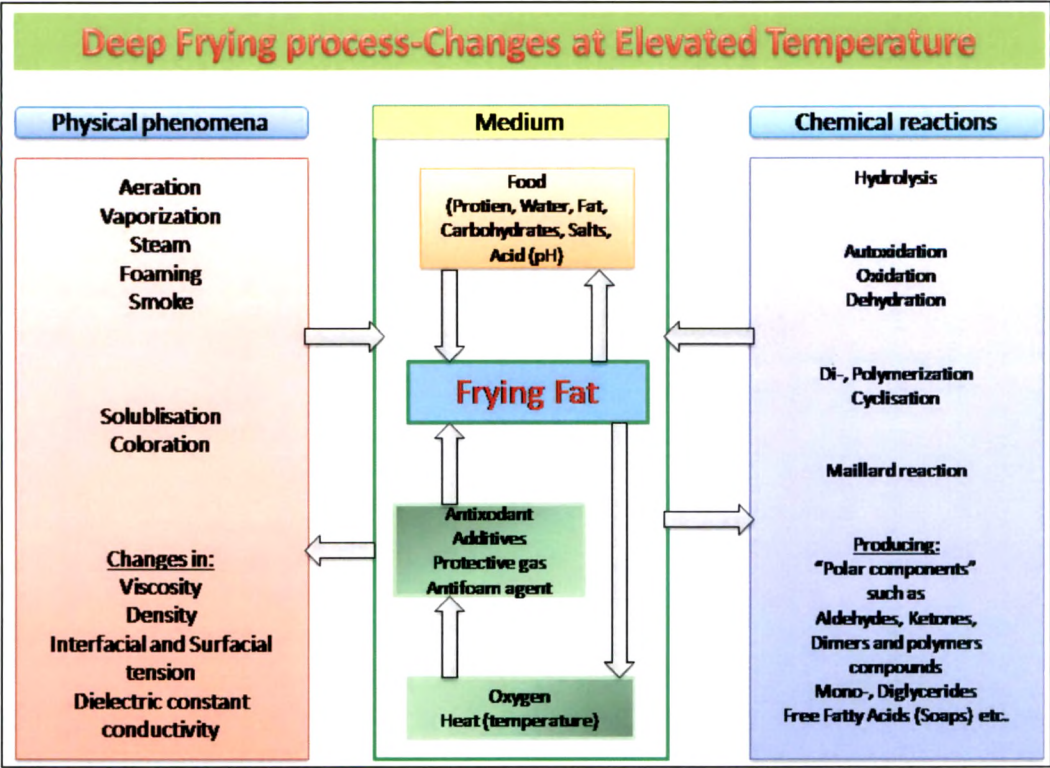 Deep Frying process-Changes at Elevated Temperature
Physical phenomena
Aeration
Vaporization
Steam
Foaming
Smoke
Solublisation
Coloration
Changes in:
Viscosity
Density
Interfacial and Surfacial
tension
Dielectric constant
conductivity
Medium
Food
(Protien, Water, Fat,
Carbohydrates, Salts,
Acid (pH)
Frying Fat
Antixodant
Additives
Protective gas
Antifoam agent
Oxygen
Heat (temperature)
Chemical reactions
Hydrolysis
Autoxidation
Oxidation
Dehydration
Di-, Polymerization
Cyclisation
Maillard reaction
Producing:
"Polar components"
such as
Aldehydes, Ketones,
Dimers and polymers
compounds
Mono-, Diglycerides
Free Fatty Acids (Soaps) etc.